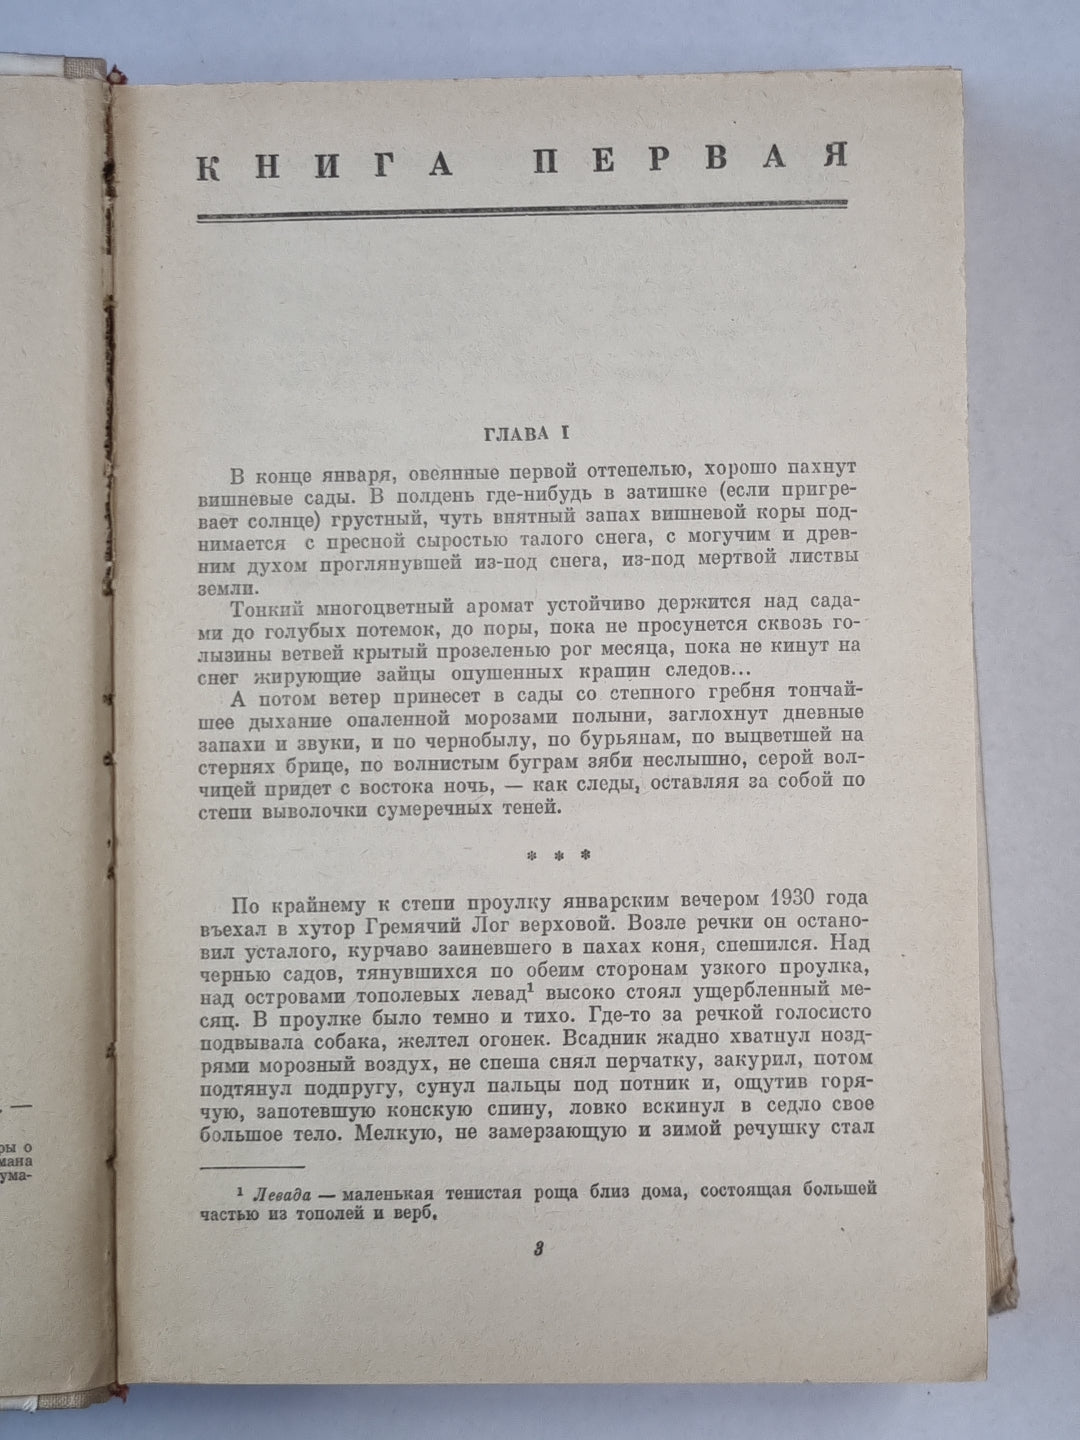 КНИГА ПЕРВАЯ
ГЛАВА I
В конце января, овеянные первой оттепелью, хорошо пахнут
вишневые сады. В полдень где-нибудь в затишке (если пригре-
вает солнце) грустный, чуть внятный запах вишневой коры под-
нимается с пресной сыростью талого снега, с могучим и древ-
ним духом проглянувшей из-под снега, из-под мертвой листвы
земли.
Тонкий многоцветный аромат устойчиво держится над сада-
ми до голубых потемок, до поры, пока не просунется сквозь го-
лызины ветвей крытый прозеленью рог месяца, пока не кинут на
снег жирующие зайцы опушенных крапин следов...
А потом ветер принесет в сады со степного гребня тончай-
шее дыхание опаленной морозами полыни, заглохнут дневные
запахи и звуки, и по чернобылу, по бурьянам, по выцветшей на
стернях брице, по волнистым буграм зяби неслышно, серой вол-
чицей придет с востока ночь, — как следы, оставляя за собой по
степи выволочки сумеречных теней.
* * *
По крайнему к степи проулку январским вечером 1930 года
въехал в хутор Гремячий Лог верховой. Возле речки он остано-
вил усталого, курчаво заиневшего в пахах коня, спешился. Над
чернью садов, тянувшихся по обеим сторонам узкого проулка,
над островами тополевых левад¹ высоко стоял ущербленный ме-
сяц. В проулке было темно и тихо. Где-то за речкой голосисто
подвывала собака, желтел огонек. Всадник жадно хватнул нозд-
рями морозный воздух, не спеша снял перчатку, закурил, потом
подтянул подпругу, сунул пальцы под потник и, ощутив горя-
чую, запотевшую конскую спину, ловко вскинул в седло свое
большое тело. Мелкую, не замерзающую и зимой речушку стал
¹ Левада — маленькая тенистая роща близ дома, состоящая большей
частью из тополей и верб.
3
. —
ры о
мана
ума-